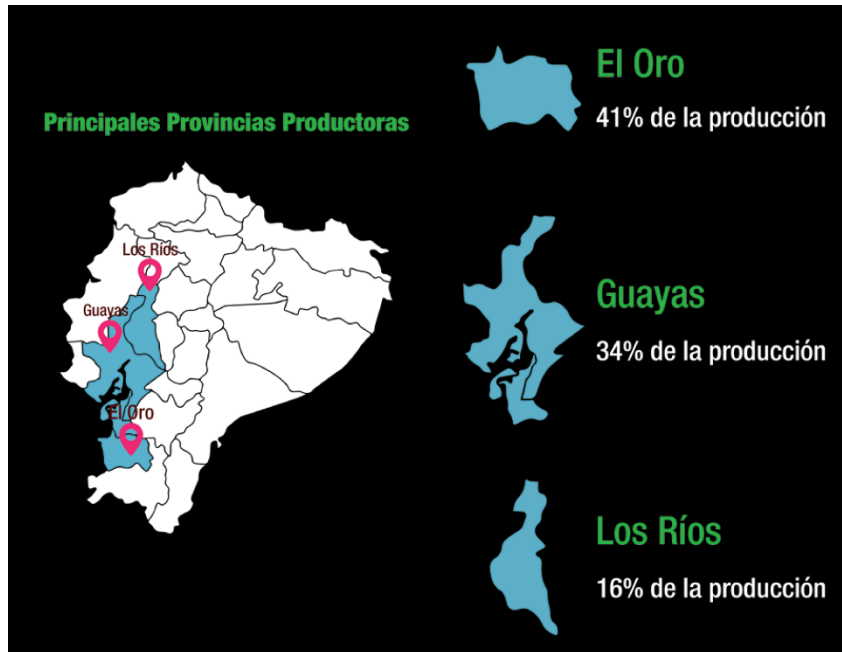 Principales Provincias Productoras
Los Ríos
Guayas
El Oro
El Oro
41% de la producción
Guayas
34% de la producción
Los Ríos
16% de la producción